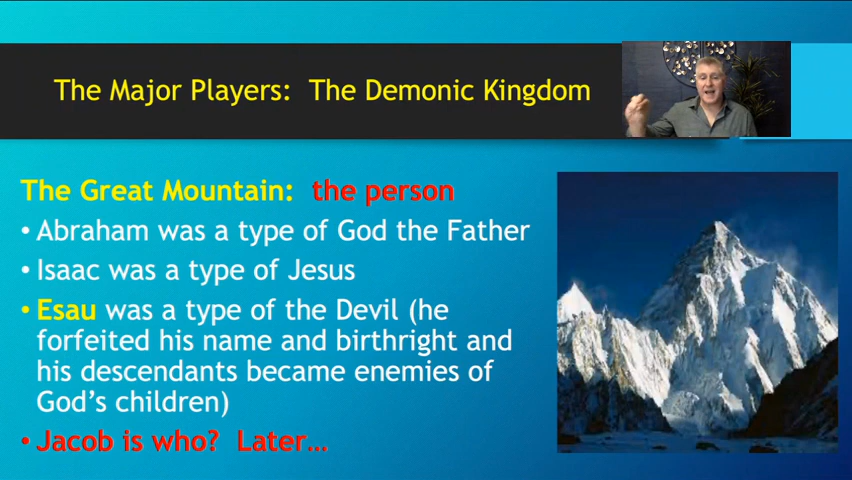 The Major Players:  The Demonic Kingdom
The Great Mountain:  the person
• Abraham was a type of God the Father
• Isaac was a type of Jesus
• Esau was a type of the Devil (he
forfeited his name and birthright and
his descendants became enemies of
God's children)
• Jacob is who?  Later…